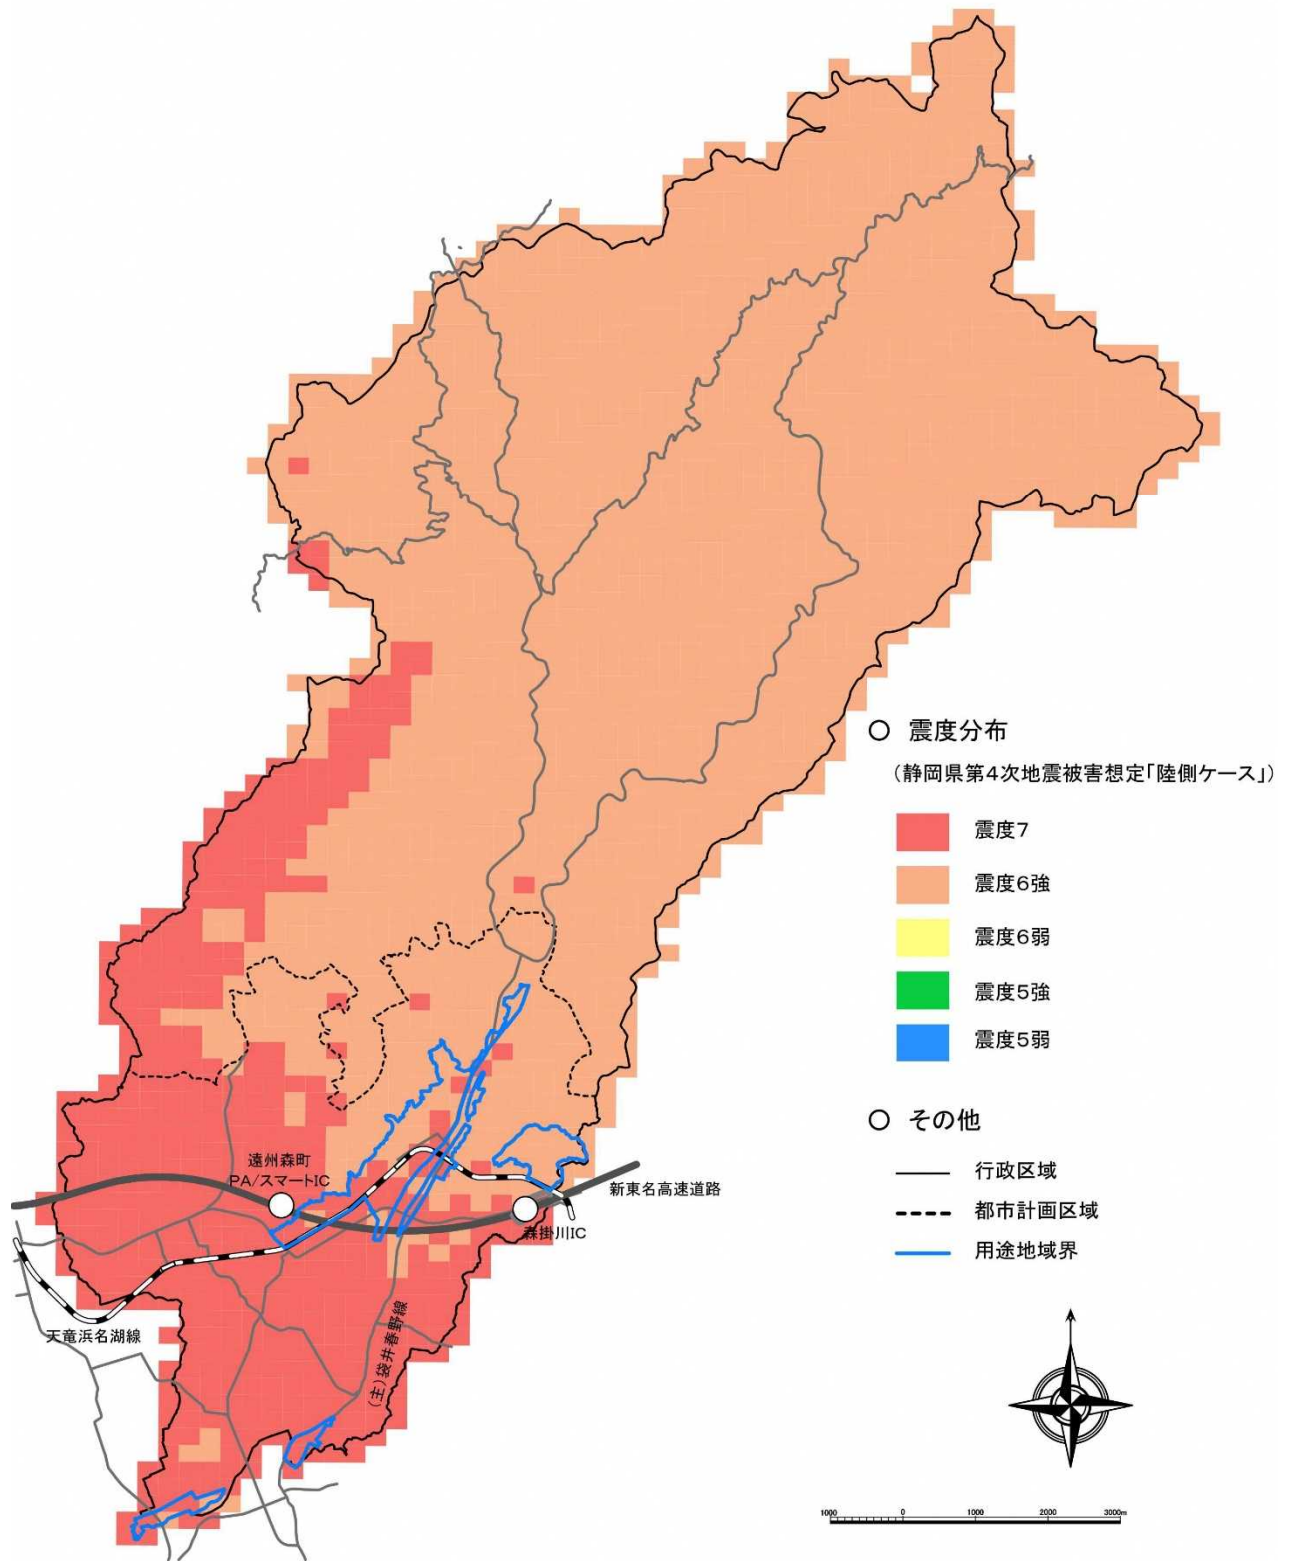 ○ 震度分布
（静岡県第4次地震被害想定「陸側ケース」）
震度7
震度6強
震度6弱
震度5強
震度5弱
○ その他
行政区域
都市計画区域
用途地域界
遠州森町
PA/スマートIC
新東名高速道路
森掛川IC
天竜浜名湖線
(主)袋井春野線
1000 0 1000 2000 3000m